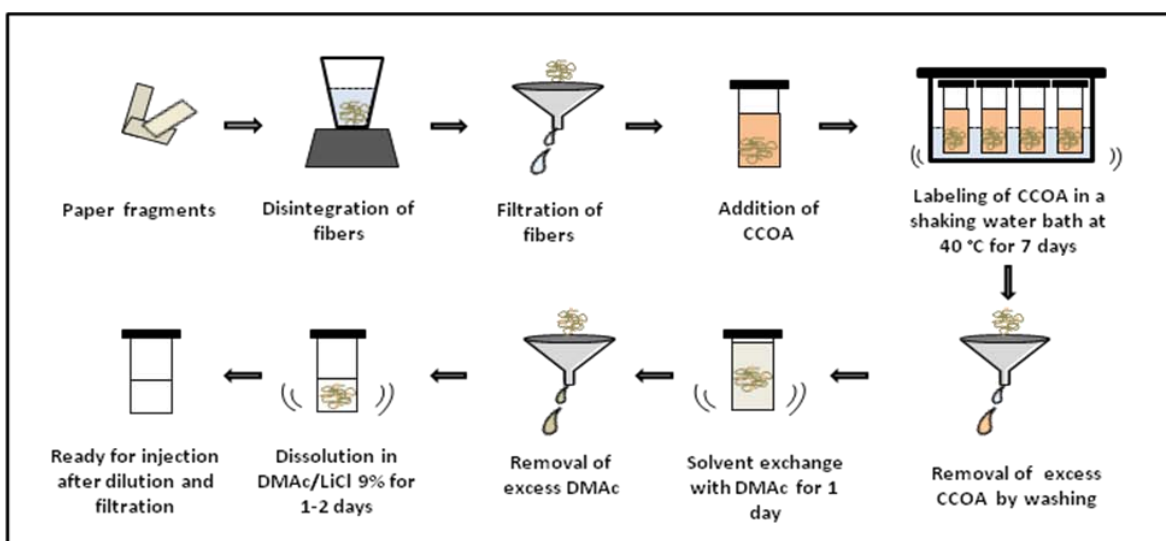 Paper fragments
Disintegration of
fibers
Filtration of
fibers
Addition of
CCOA
Labeling of CCOA in a
shaking water bath at
40 °C for 7 days
Removal of excess
CCOA by washing
Solvent exchange
with DMAc for 1
day
Removal of
excess DMAc
Dissolution in
DMAc/LiCl 9% for
1-2 days
Ready for injection
after dilution and
filtration